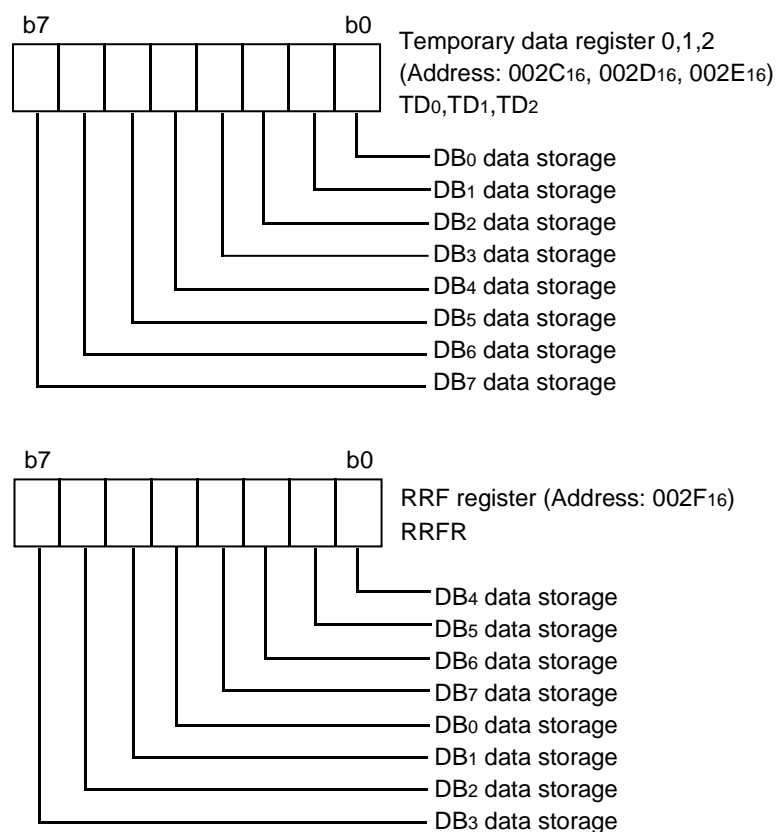 b7 b0
Temporary data register 0,1,2
(Address: 002C16, 002D16, 002E16)
TD0,TD1,TD2
DB0 data storage
DB1 data storage
DB2 data storage
DB3 data storage
DB4 data storage
DB5 data storage
DB6 data storage
DB7 data storage
b7 b0
RRF register (Address: 002F16)
RRFR
DB4 data storage
DB5 data storage
DB6 data storage
DB7 data storage
DB0 data storage
DB1 data storage
DB2 data storage
DB3 data storage